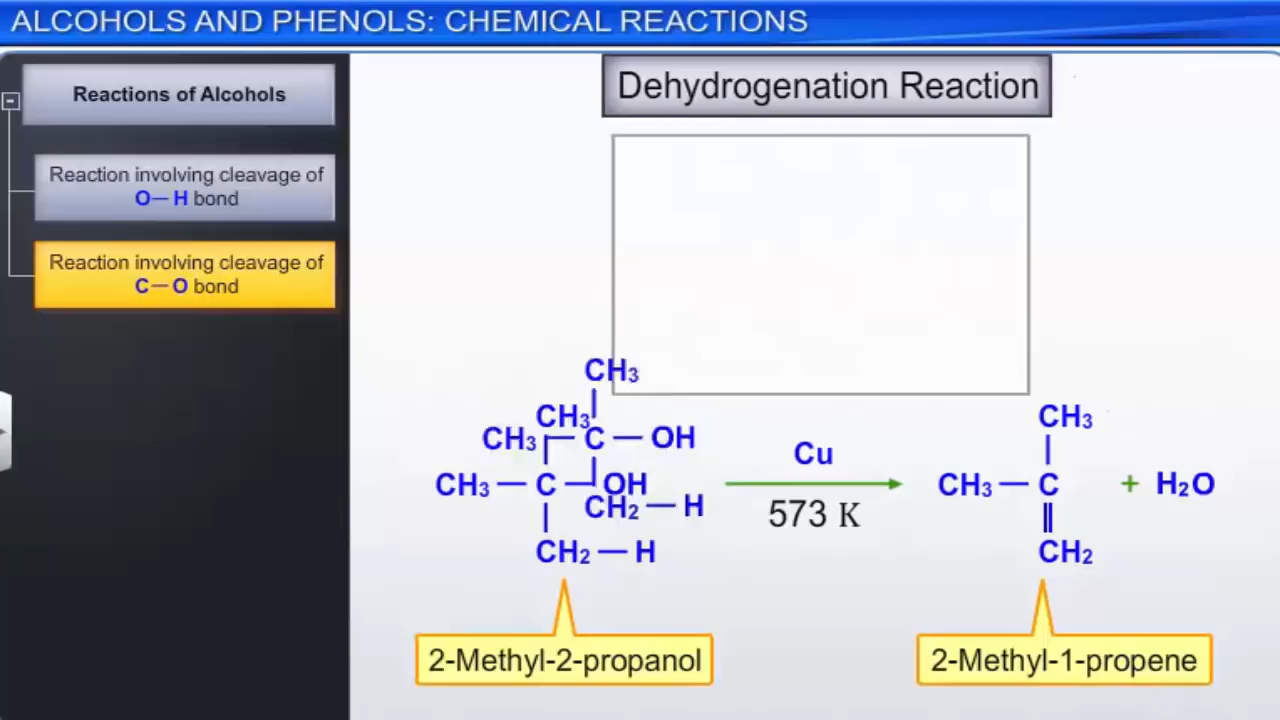 ALCOHOLS AND PHENOLS: CHEMICAL REACTIONS
Reactions of Alcohols
Reaction involving cleavage of
O—H bond
Reaction involving cleavage of
C—O bond
Dehydrogenation Reaction
CH₃
CH₃
CH₃ — C — OH
CH₃ — C — OH
CH₂ — H
CH₂ — H
Cu
573 K
CH₃
CH₃ — C + H₂O
CH₂
2-Methyl-2-propanol
2-Methyl-1-propene